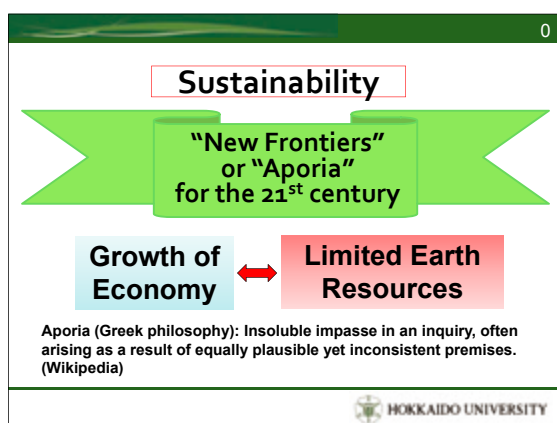 0
Sustainability
“New Frontiers”
or “Aporia”
for the 21st century
Growth of
Economy
Limited Earth
Resources
Aporia (Greek philosophy): Insoluble impasse in an inquiry, often
arising as a result of equally plausible yet inconsistent premises.
(Wikipedia)
HOKKAIDO UNIVERSITY